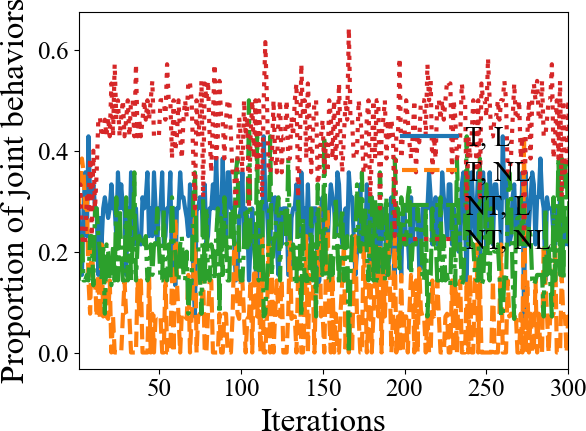 Proportion of joint behaviors
0.6
0.4
0.2
0.0
T, L
T, NL
NT, L
NT, NL
50 100 150 200 250 300
Iterations